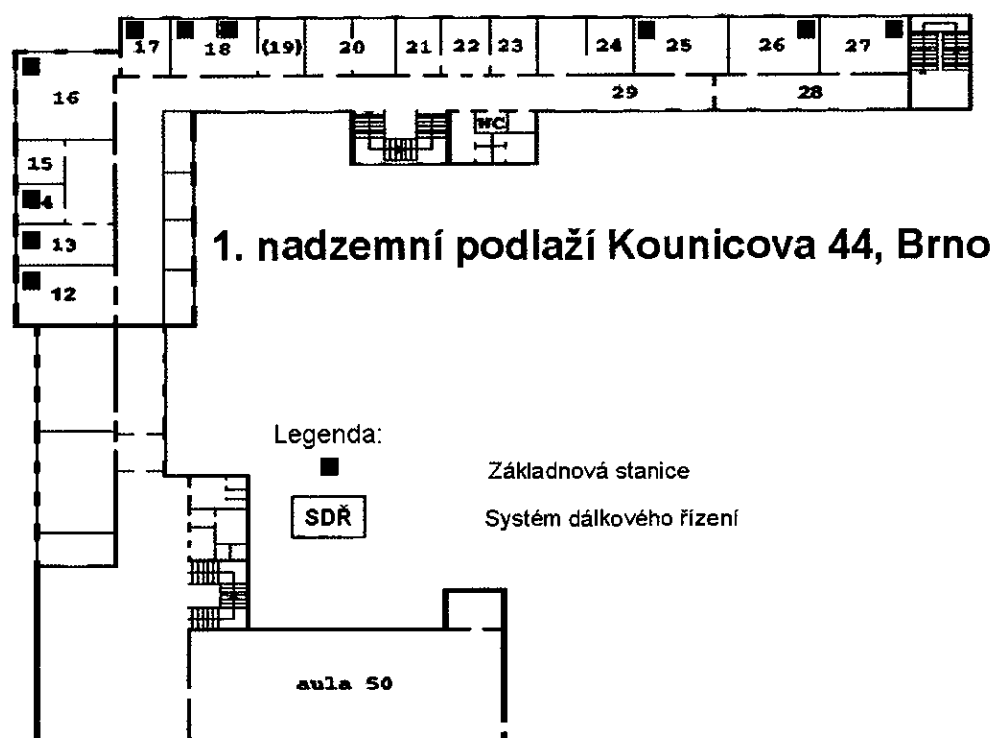 17 18 (19) 20 21 22 23 24 25 26 27
16
29 28
WC
15
4
13
1. nadzemní podlaží Kounicova 44, Brno
12
Legenda:
Základnová stanice
SDŘ Systém dálkového řízení
aula 50